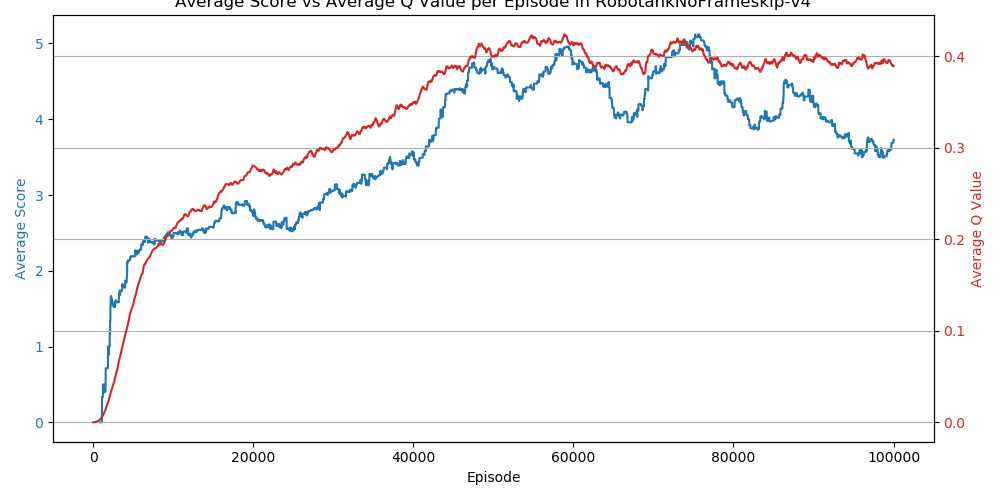 Average Score vs Average Q Value per Episode in RobotankNoFrameskip-v4
5
4
3
2
1
0
Average Score
0.4
0.3
0.2
0.1
0.0
Average Q Value
0 20000 40000 60000 80000 100000
Episode